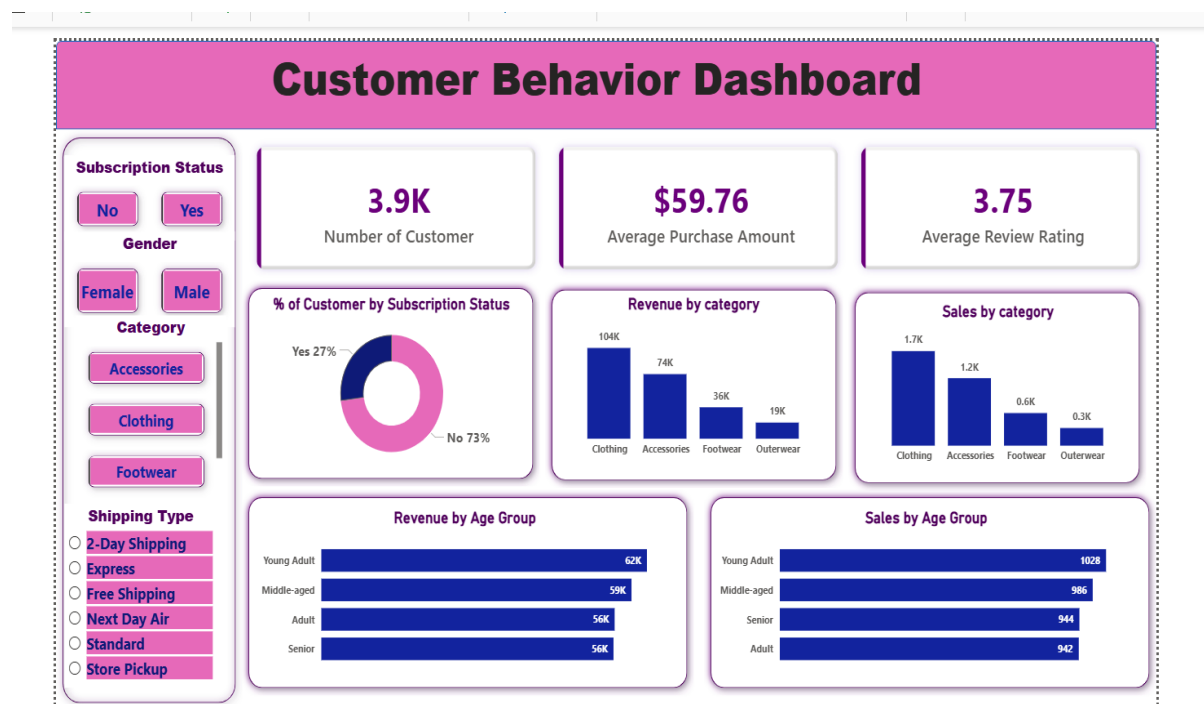 Customer Behavior Dashboard
Subscription Status
No Yes
Gender
Female Male
Category
Accessories
Clothing
Footwear
Shipping Type
2-Day Shipping
Express
Free Shipping
Next Day Air
Standard
Store Pickup
3.9K
Number of Customer
$59.76
Average Purchase Amount
3.75
Average Review Rating
% of Customer by Subscription Status
Yes 27%
No 73%
Revenue by category
104K
74K
36K
19K
Clothing Accessories Footwear Outerwear
Sales by category
1.7K
1.2K
0.6K
0.3K
Clothing Accessories Footwear Outerwear
Revenue by Age Group
Young Adult 62K
Middle-aged 59K
Adult 56K
Senior 56K
Sales by Age Group
Young Adult 1028
Middle-aged 986
Senior 944
Adult 942